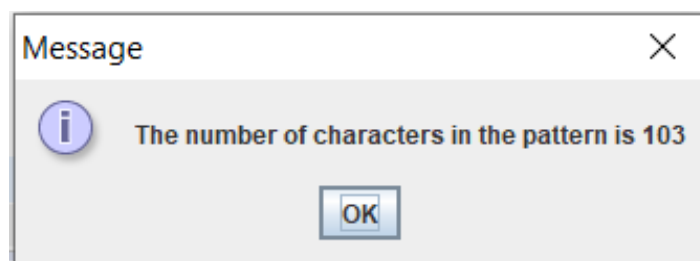 Message
The number of characters in the pattern is 103
OK